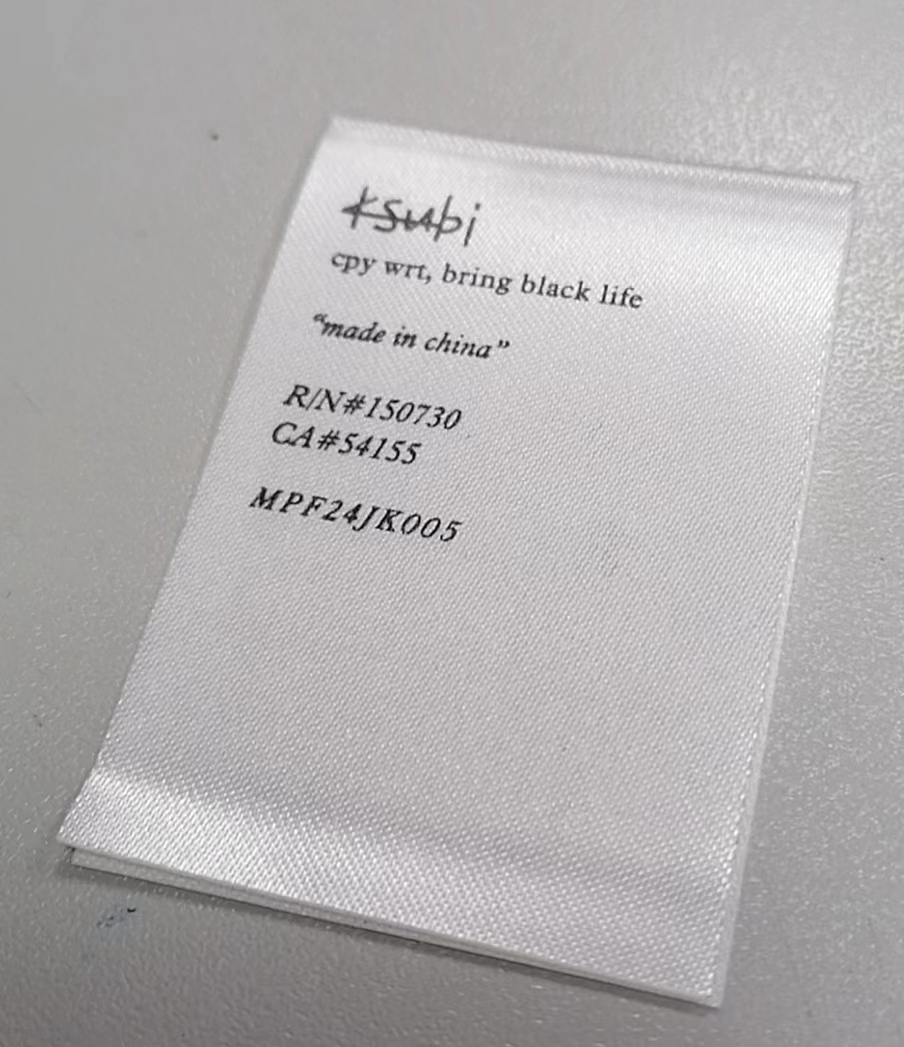 ksubi
cpy wrt, bring black life
“made in china”
R/N#150730
CA#54155
MPF24JK005